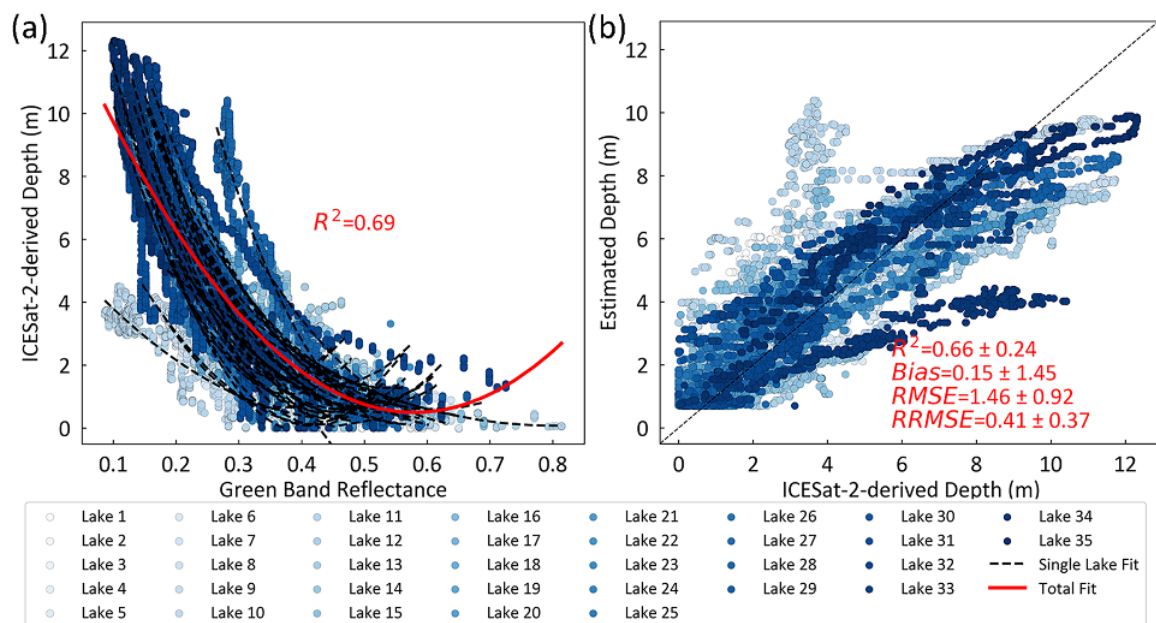 (a)
12
10
8
6
4
2
0
ICESat-2-derived Depth (m)
R²=0.69
0.1 0.2 0.3 0.4 0.5 0.6 0.7 0.8
Green Band Reflectance
(b)
12
10
8
6
4
2
0
Estimated Depth (m)
R²=0.66 ± 0.24
Bias=0.15 ± 1.45
RMSE=1.46 ± 0.92
RRMSE=0.41 ± 0.37
0 2 4 6 8 10 12
ICESat-2-derived Depth (m)
Lake 1 Lake 6 Lake 11 Lake 16 Lake 21 Lake 26 Lake 30 Lake 34
Lake 2 Lake 7 Lake 12 Lake 17 Lake 22 Lake 27 Lake 31 Lake 35
Lake 3 Lake 8 Lake 13 Lake 18 Lake 23 Lake 28 Lake 32 Single Lake Fit
Lake 4 Lake 9 Lake 14 Lake 19 Lake 24 Lake 29 Lake 33 Total Fit
Lake 5 Lake 10 Lake 15 Lake 20 Lake 25